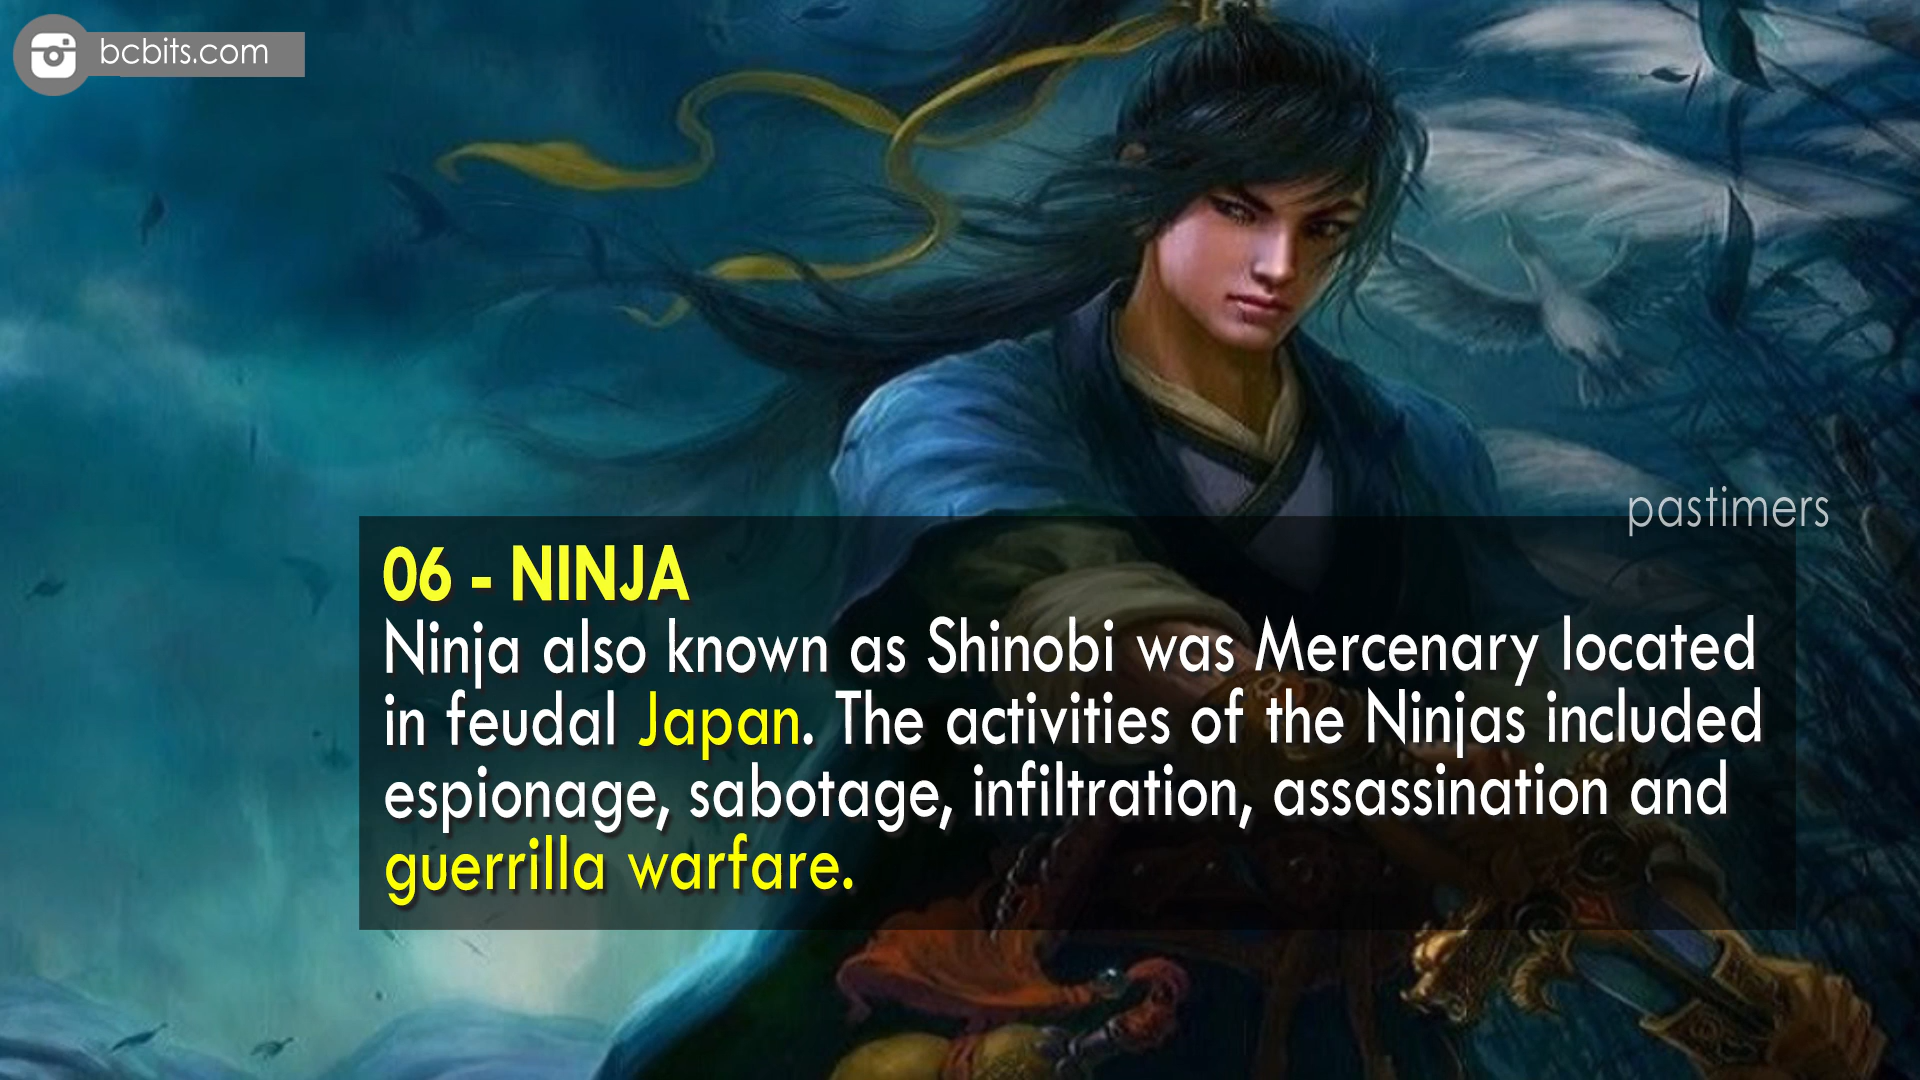 bcbits.com
pastimers
06 - NINJA
Ninja also known as Shinobi was Mercenary located
in feudal Japan. The activities of the Ninjas included
espionage, sabotage, infiltration, assassination and
guerrilla warfare.